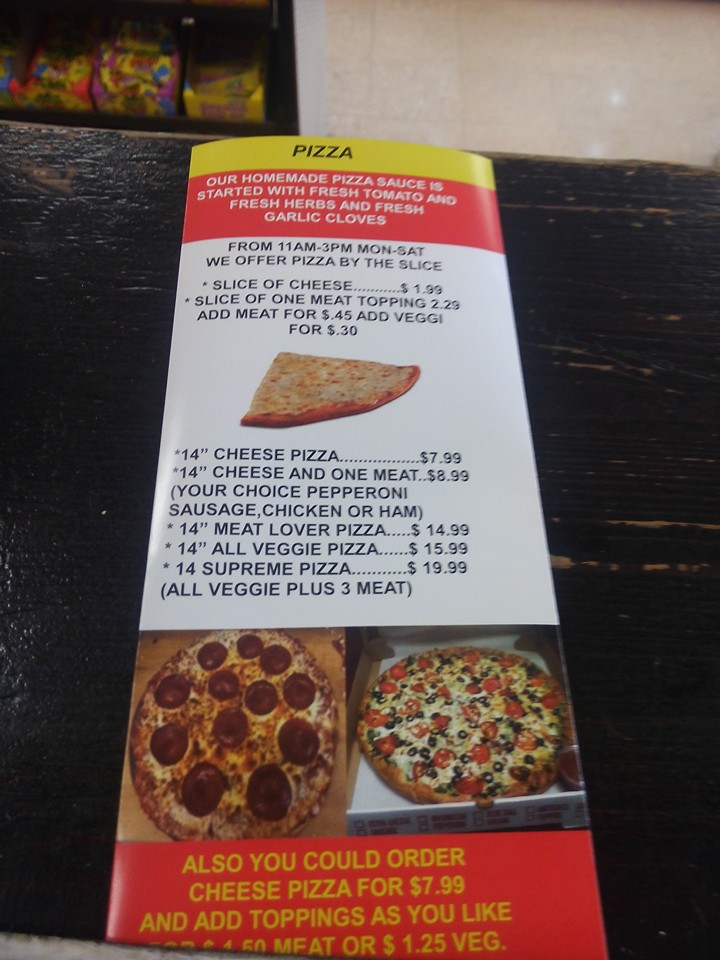 PIZZA
OUR HOMEMADE PIZZA SAUCE IS
STARTED WITH FRESH TOMATO AND
FRESH HERBS AND FRESH
GARLIC CLOVES
FROM 11AM-3PM MON-SAT
WE OFFER PIZZA BY THE SLICE
* SLICE OF CHEESE...........$ 1.99
* SLICE OF ONE MEAT TOPPING 2.29
ADD MEAT FOR $.45 ADD VEGGI
FOR $.30
*14” CHEESE PIZZA.................$7.99
*14” CHEESE AND ONE MEAT..$8.99
(YOUR CHOICE PEPPERONI
SAUSAGE,CHICKEN OR HAM)
* 14” MEAT LOVER PIZZA.....$ 14.99
* 14” ALL VEGGIE PIZZA......$ 15.99
* 14 SUPREME PIZZA...........$ 19.99
(ALL VEGGIE PLUS 3 MEAT)
ALSO YOU COULD ORDER
CHEESE PIZZA FOR $7.99
AND ADD TOPPINGS AS YOU LIKE
FOR $ 1.50 MEAT OR $ 1.25 VEG.